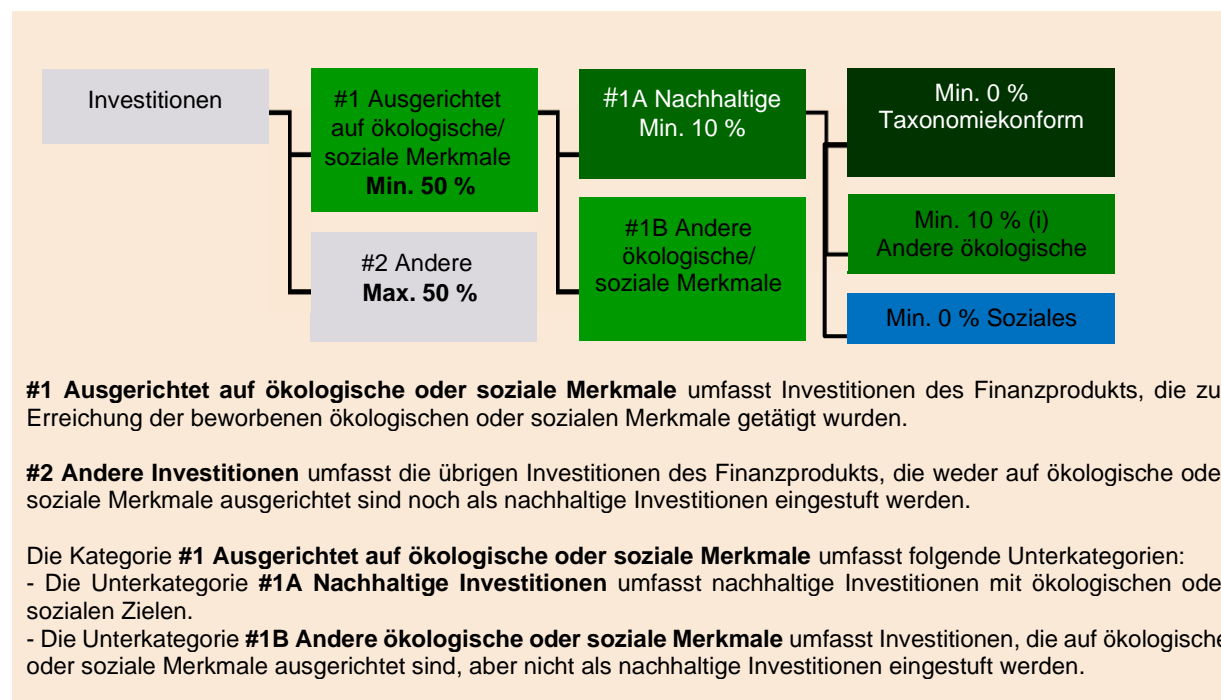 Investitionen
#1 Ausgerichtet
auf ökologische/
soziale Merkmale
Min. 50 %
#2 Andere
Max. 50 %
#1A Nachhaltige
Min. 10 %
#1B Andere
ökologische/
soziale Merkmale
Min. 0 %
Taxonomiekonform
Min. 10 % (i)
Andere ökologische
Min. 0 % Soziales
#1 Ausgerichtet auf ökologische oder soziale Merkmale umfasst Investitionen des Finanzprodukts, die zu
Erreichung der beworbenen ökologischen oder sozialen Merkmale getätigt wurden.
#2 Andere Investitionen umfasst die übrigen Investitionen des Finanzprodukts, die weder auf ökologische ode
soziale Merkmale ausgerichtet sind noch als nachhaltige Investitionen eingestuft werden.
Die Kategorie #1 Ausgerichtet auf ökologische oder soziale Merkmale umfasst folgende Unterkategorien:
- Die Unterkategorie #1A Nachhaltige Investitionen umfasst nachhaltige Investitionen mit ökologischen ode
sozialen Zielen.
- Die Unterkategorie #1B Andere ökologische oder soziale Merkmale umfasst Investitionen, die auf ökologische
oder soziale Merkmale ausgerichtet sind, aber nicht als nachhaltige Investitionen eingestuft werden.